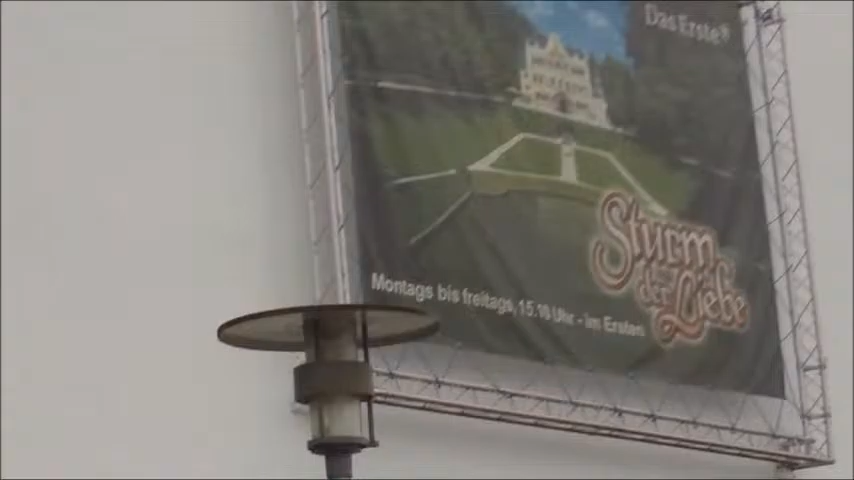 Das Erste
Sturm
der Liebe
Montags bis freitags, 15.10 Uhr - im Ersten